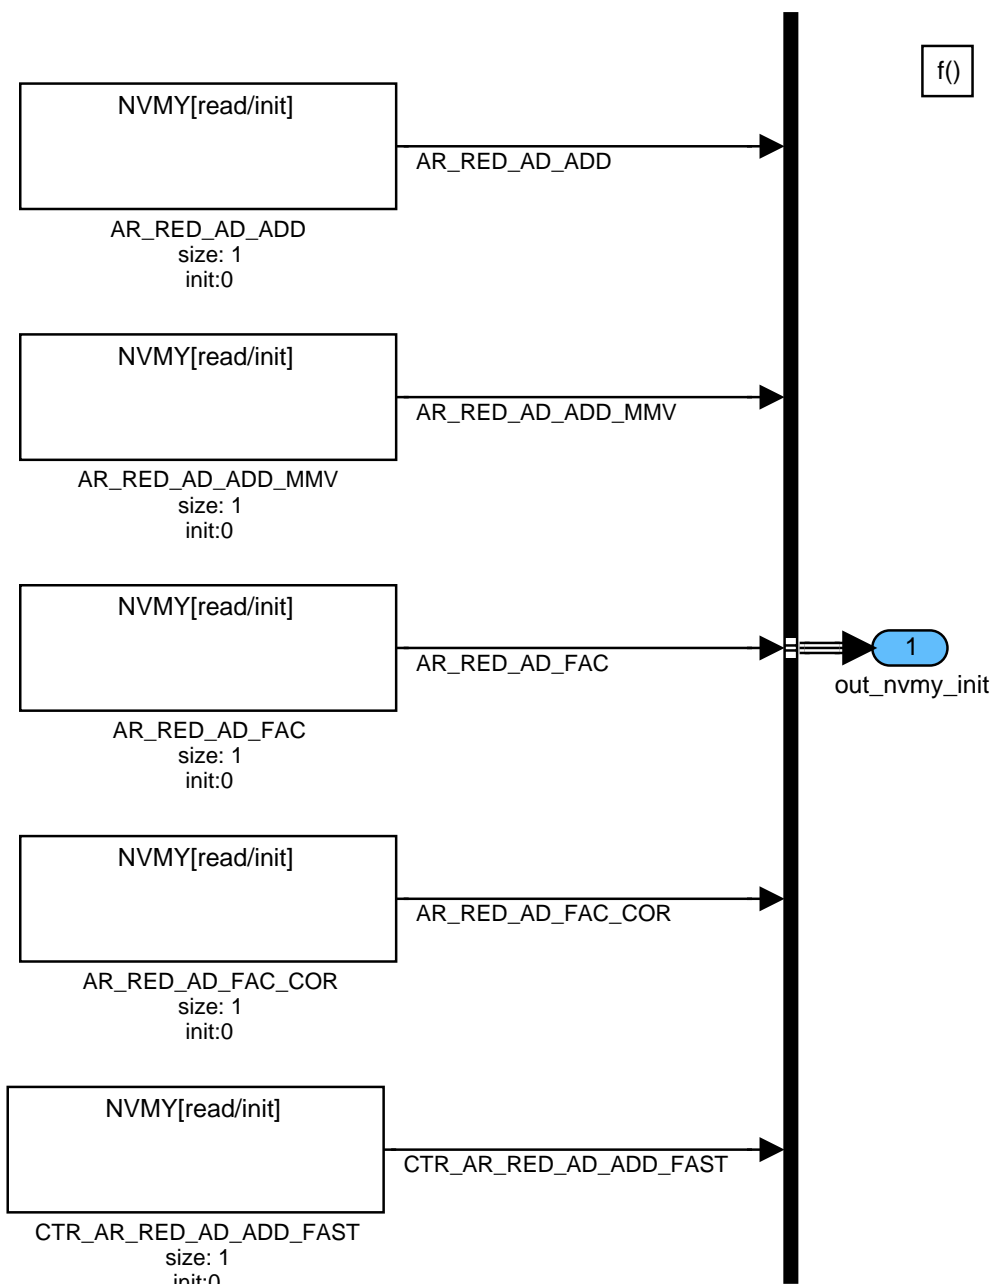 f()
NVMY[read/init]
AR_RED_AD_ADD
AR_RED_AD_ADD
size: 1
init:0
NVMY[read/init]
AR_RED_AD_ADD_MMV
AR_RED_AD_ADD_MMV
size: 1
init:0
NVMY[read/init]
AR_RED_AD_FAC
1
out_nvmy_init
AR_RED_AD_FAC
size: 1
init:0
NVMY[read/init]
AR_RED_AD_FAC_COR
AR_RED_AD_FAC_COR
size: 1
init:0
NVMY[read/init]
CTR_AR_RED_AD_ADD_FAST
CTR_AR_RED_AD_ADD_FAST
size: 1
init:0